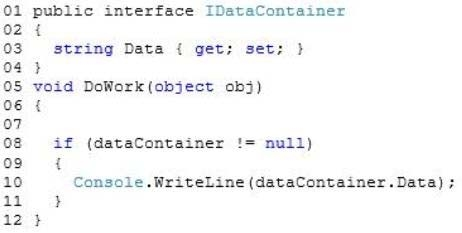 01 public interface IDataContainer
02 {
03   string Data { get; set; }
04 }
05 void DoWork(object obj)
06 {
07
08   if (dataContainer != null)
09   {
10     Console.WriteLine(dataContainer.Data);
11   }
12 }